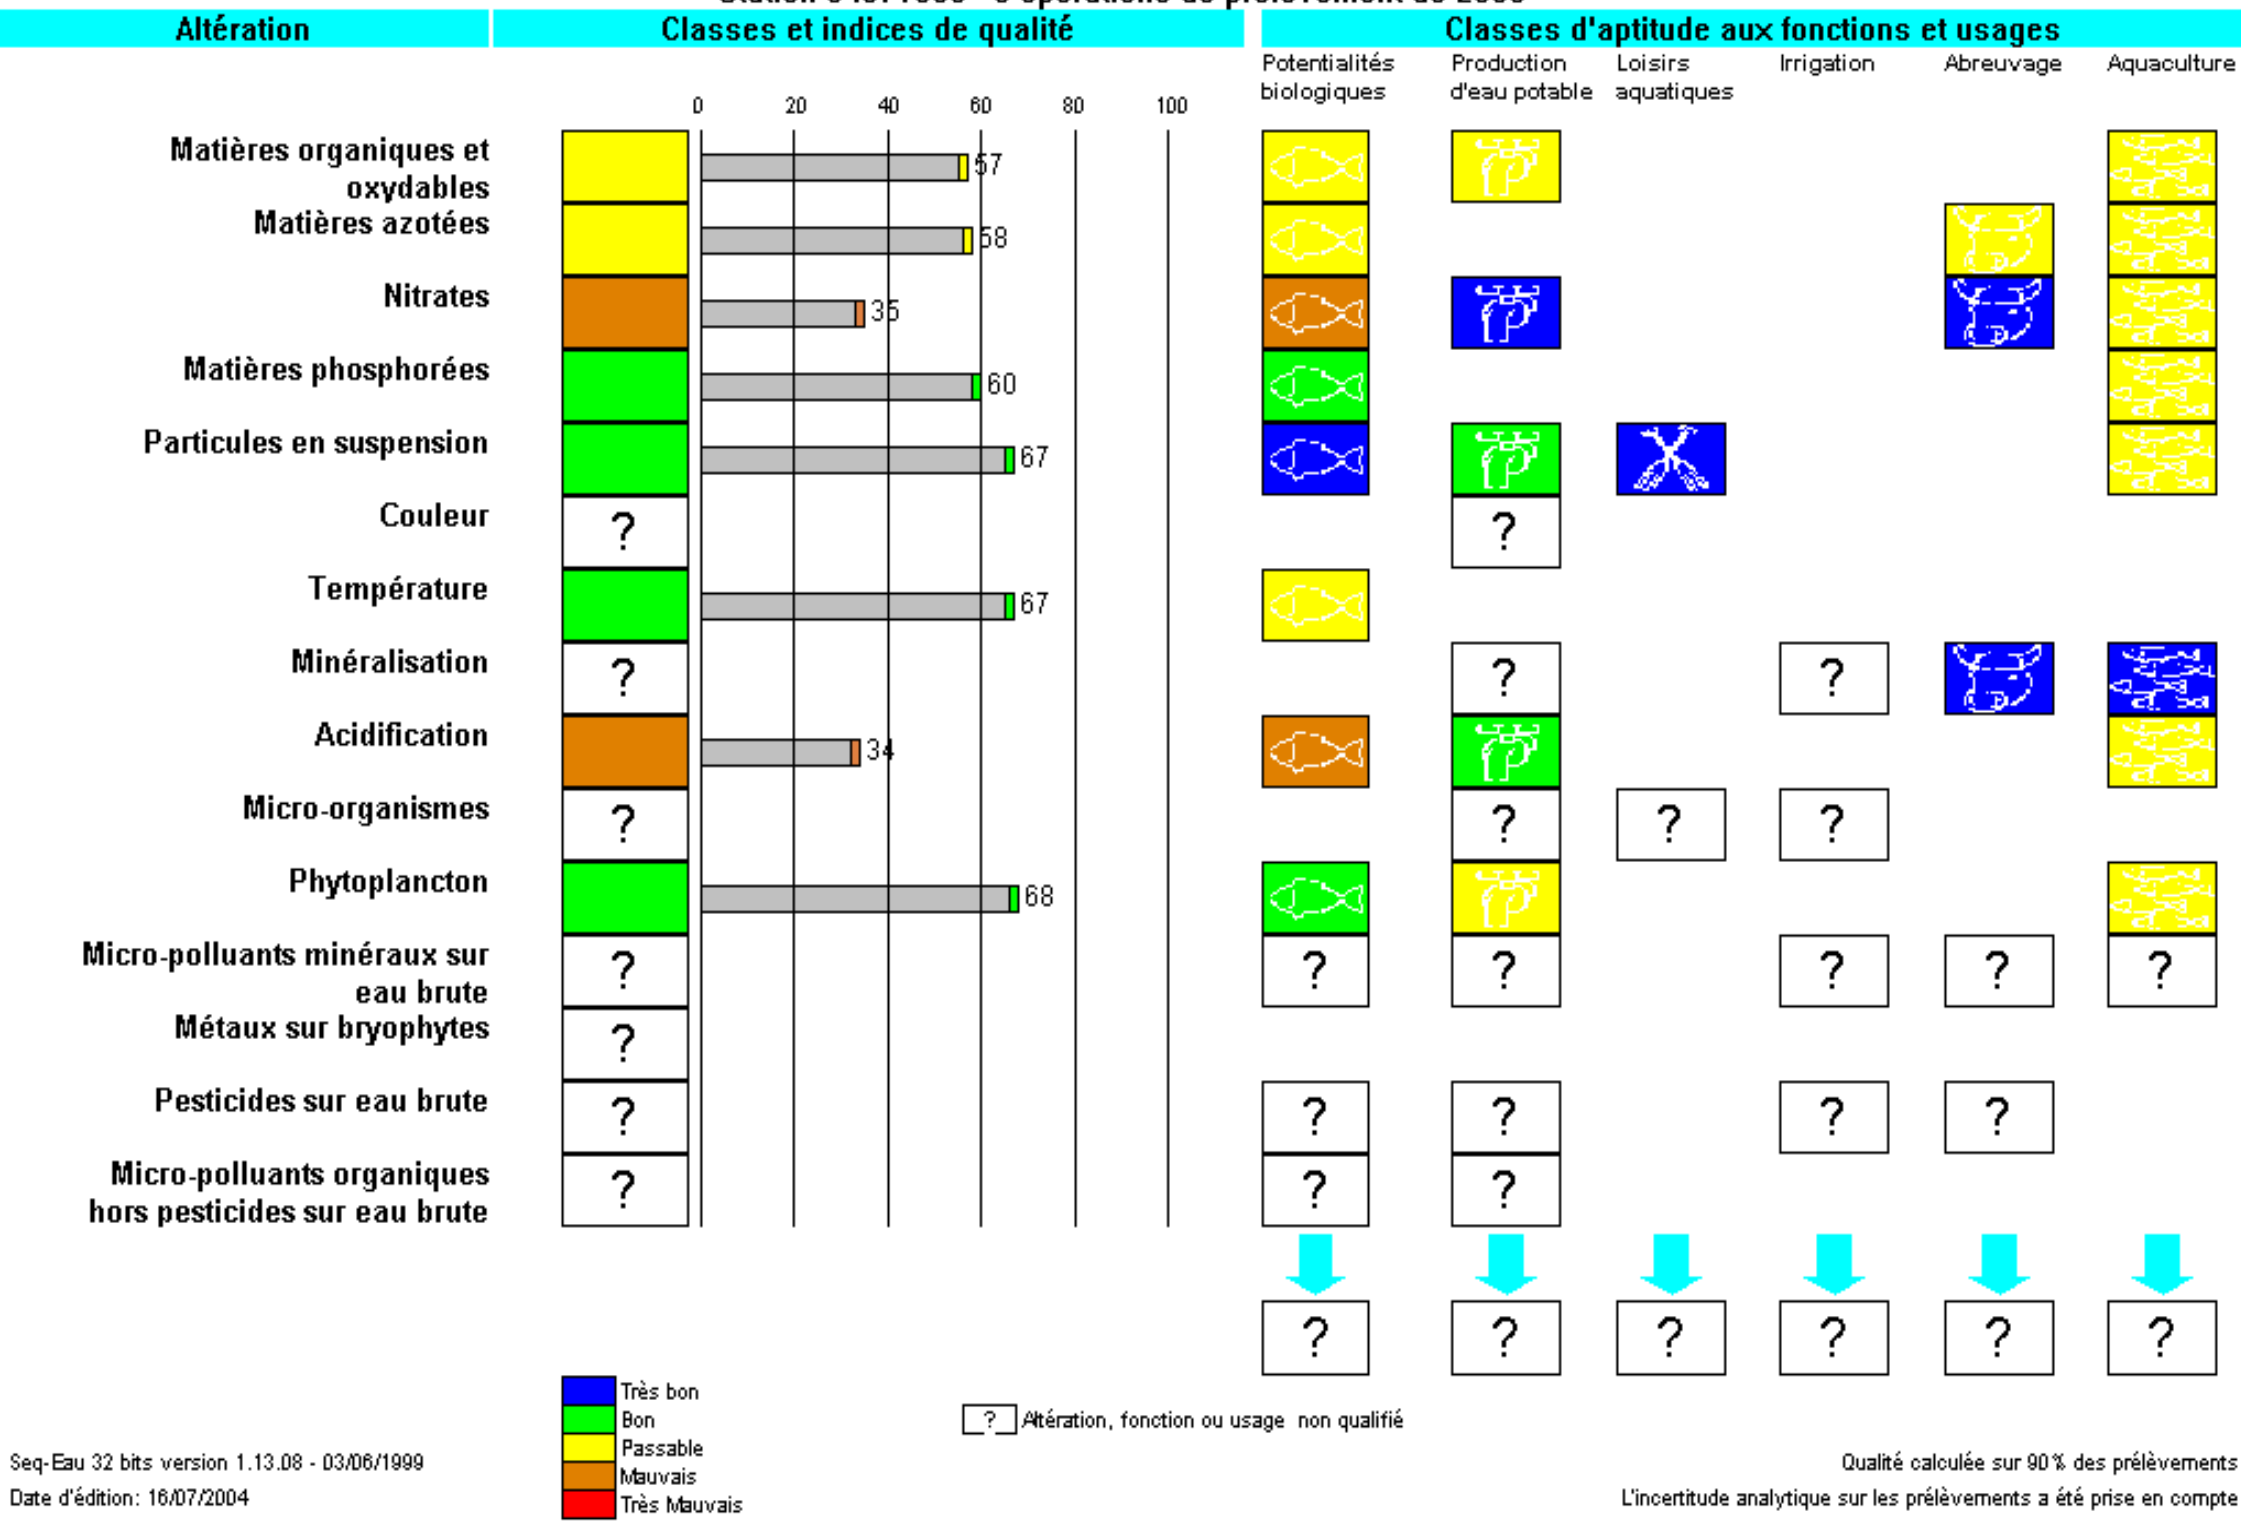 Altération
Classes et indices de qualité
Classes d'aptitude aux fonctions et usages
Potentialités biologiques
Production d'eau potable
Loisirs aquatiques
Irrigation
Abreuvage
Aquaculture
0 20 40 60 80 100
Matières organiques et
oxydables
57
Matières azotées
58
Nitrates
35
Matières phosphorées
60
Particules en suspension
67
Couleur
? ?
Température
67
Minéralisation
? ? ?
Acidification
34
Micro-organismes
? ? ? ?
Phytoplancton
68
Micro-polluants minéraux sur
eau brute
? ? ? ? ? ?
Métaux sur bryophytes
?
Pesticides sur eau brute
? ? ? ? ?
Micro-polluants organiques
hors pesticides sur eau brute
? ? ?
? ? ? ? ? ?
Très bon
Bon
Passable
Mauvais
Très Mauvais
? Altération, fonction ou usage non qualifié
Seq-Eau 32 bits version 1.13.08 - 03/06/1999
Date d'édition: 16/07/2004
Qualité calculée sur 90% des prélèvements
L'incertitude analytique sur les prélèvements a été prise en compte